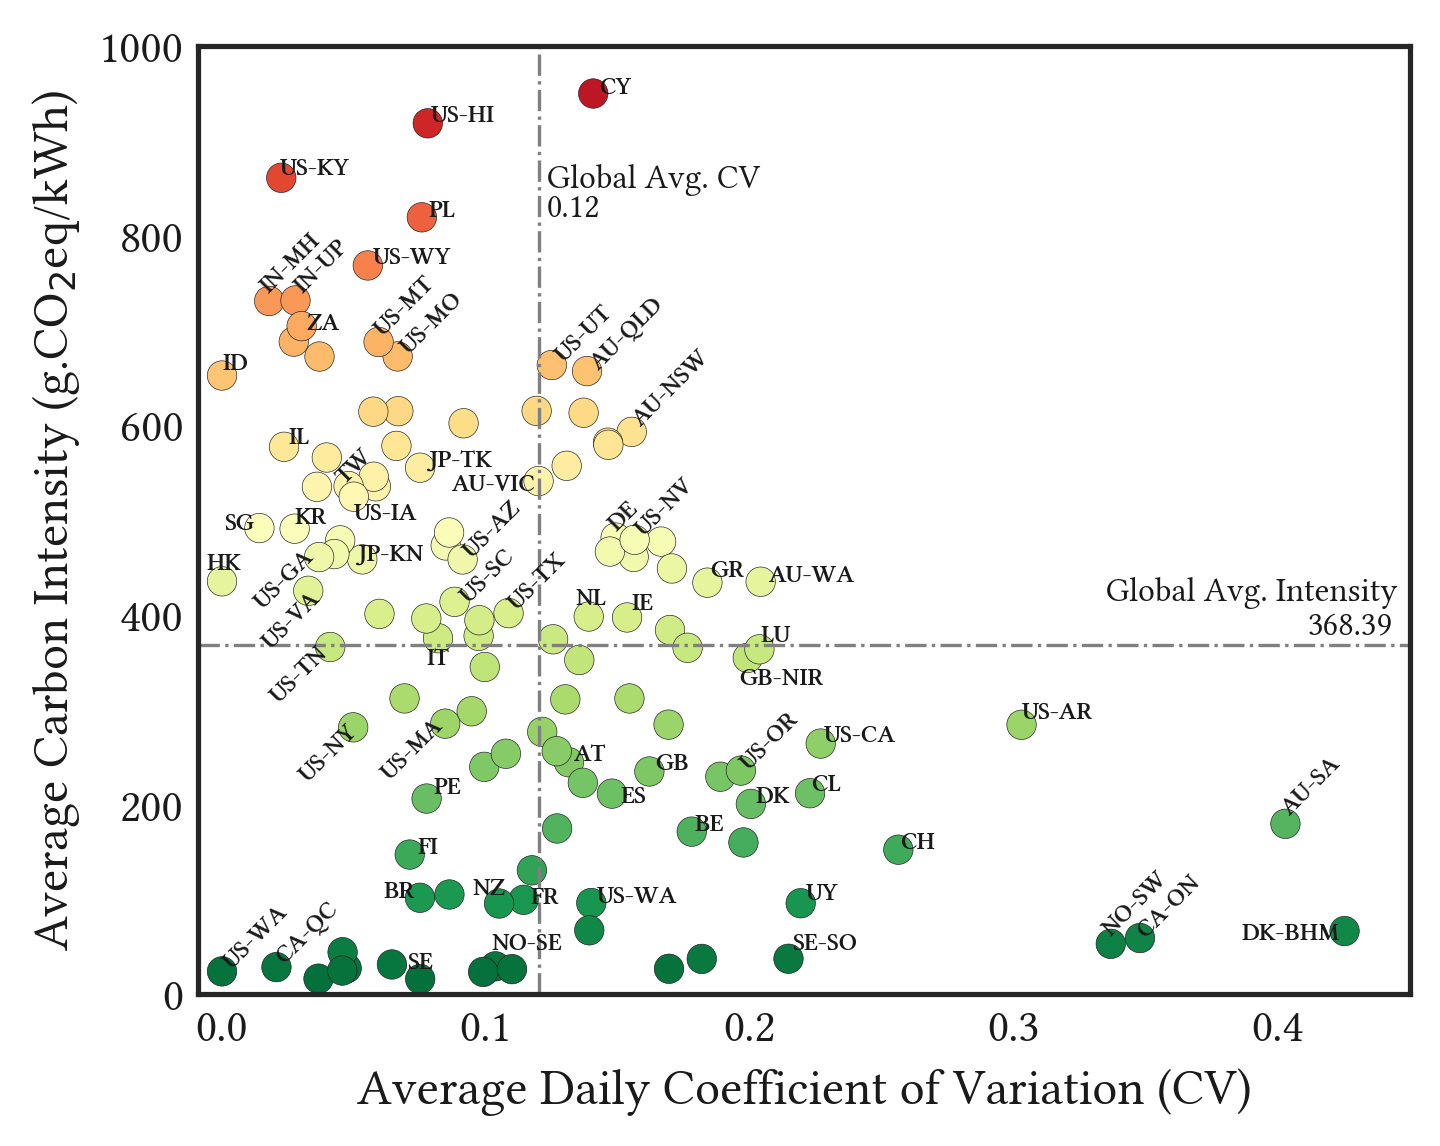 1000
800
600
400
200
0
Average Carbon Intensity (g.CO2eq/kWh)
CY
US-HI
US-KY
Global Avg. CV
0.12
PL
US-WY
IN-MH
IN-UP
ZA
US-MT
US-MO
US-UT
AU-QLD
AU-NSW
ID
IL
TW
JP-TK
AU-VIC
US-IA
US-AZ
DE
US-NV
SG
KR
HK
JP-KN
US-GA
US-SC
US-TX
GR
AU-WA
US-VA
NL
IE
Global Avg. Intensity
368.39
US-TN
IT
LU
GB-NIR
US-NY
US-MA
US-AR
US-CA
US-OR
AT
GB
PE
ES
DK
CL
AU-SA
BE
FI
CH
BR
NZ
FR
US-WA
UY
NO-SW
CA-ON
DK-BHM
US-WA
CA-QC
SE
NO-SE
SE-SO
0.0
0.1
0.2
0.3
0.4
Average Daily Coefficient of Variation (CV)